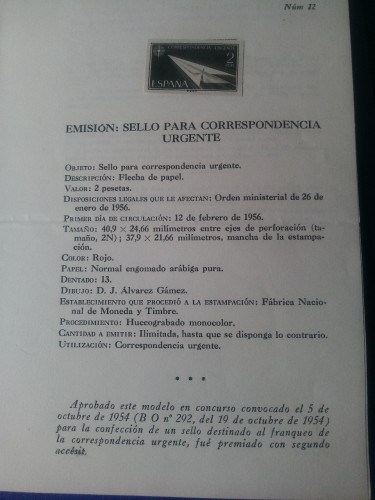 Núm 22
CORRESPONDENCIA URGENTE
2
ESPAÑA
EMISIÓN: SELLO PARA CORRESPONDENCIA
URGENTE
OBJETO: Sello para correspondencia urgente.
DESCRIPCIÓN: Flecha de papel.
VALOR: 2 pesetas.
DISPOSICIONES LEGALES QUE LE AFECTAN: Orden ministerial de 26 de
enero de 1956.
PRIMER DÍA DE CIRCULACIÓN: 12 de febrero de 1956.
TAMAÑO: 40,9 × 24,66 milímetros entre ejes de perforación (ta-
maño, 2N) ; 37,9 × 21,66 milímetros, mancha de la estampa-
ción.
COLOR: Rojo.
PAPEL: Normal engomado arábiga pura.
DENTADO: 13.
DIBUJO: D. J. Álvarez Gámez.
ESTABLECIMIENTO QUE PROCEDIÓ A LA ESTAMPACIÓN: Fábrica Nacio-
nal de Moneda y Timbre.
PROCEDIMIENTO: Huecograbado monocolor.
CANTIDAD A EMITIR: Ilimitada, hasta que se disponga lo contrario.
UTILIZACIÓN: Correspondencia urgente.
* * *
Aprobado este modelo en concurso convocado el 5 de
octubre de 1954 (B O nº 292, del 19 de octubre de 1954)
para la confección de un sello destinado al franqueo de
la correspondencia urgente, fué premiado con segundo
accésit.